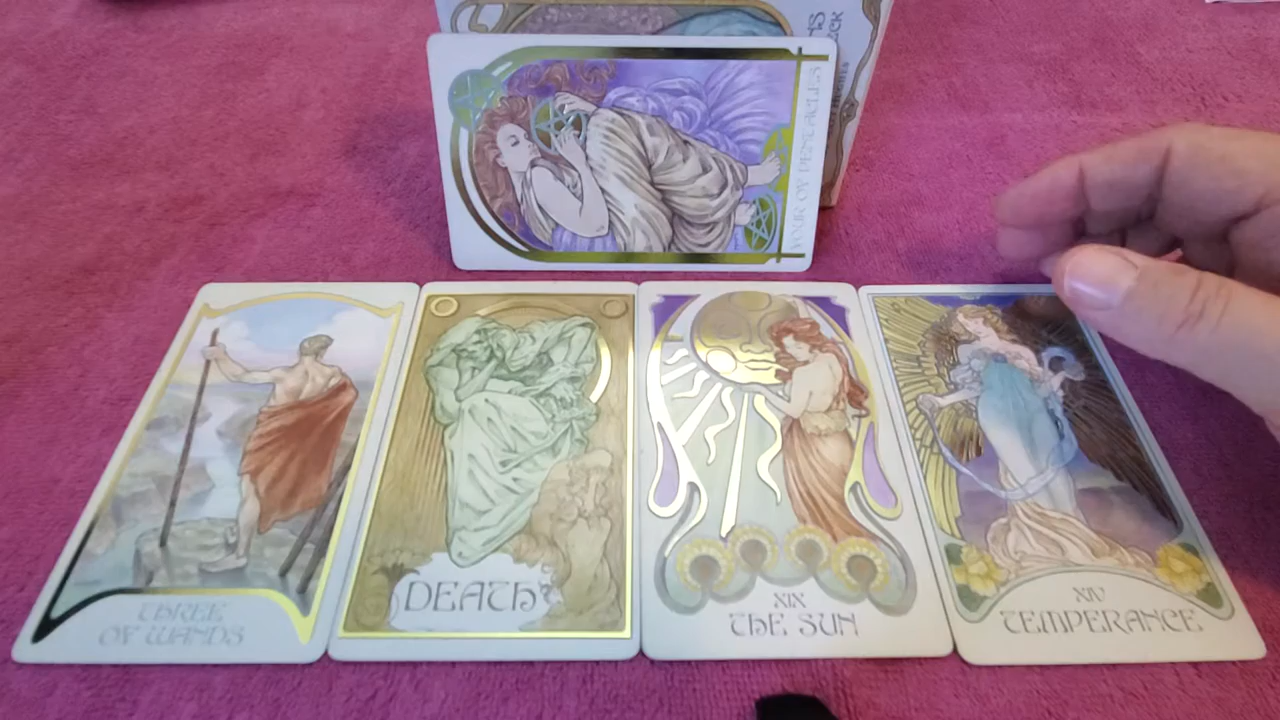 FOUR OF PENTACLES
THREE
OF WANDS
DEATH
XIX
THE SUN
XIV
TEMPERANCE